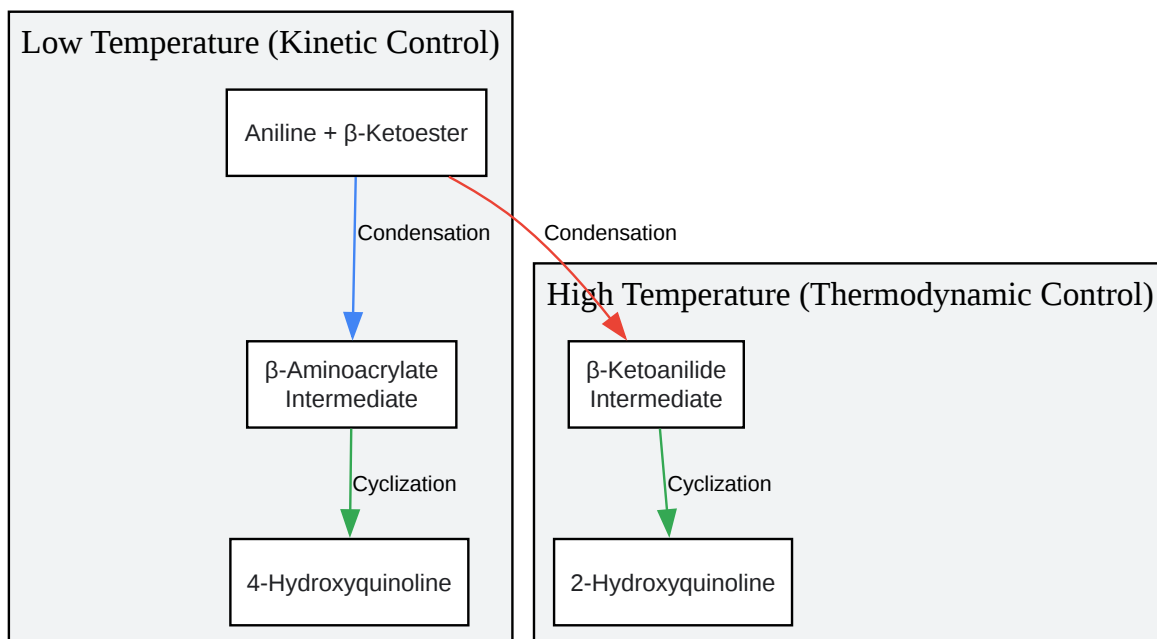 Low Temperature (Kinetic Control)
Aniline + β-Ketoester
Condensation
Condensation
High Temperature (Thermodynamic Control)
β-Aminoacrylate
Intermediate
β-Ketoanilide
Intermediate
Cyclization
Cyclization
4-Hydroxyquinoline
2-Hydroxyquinoline